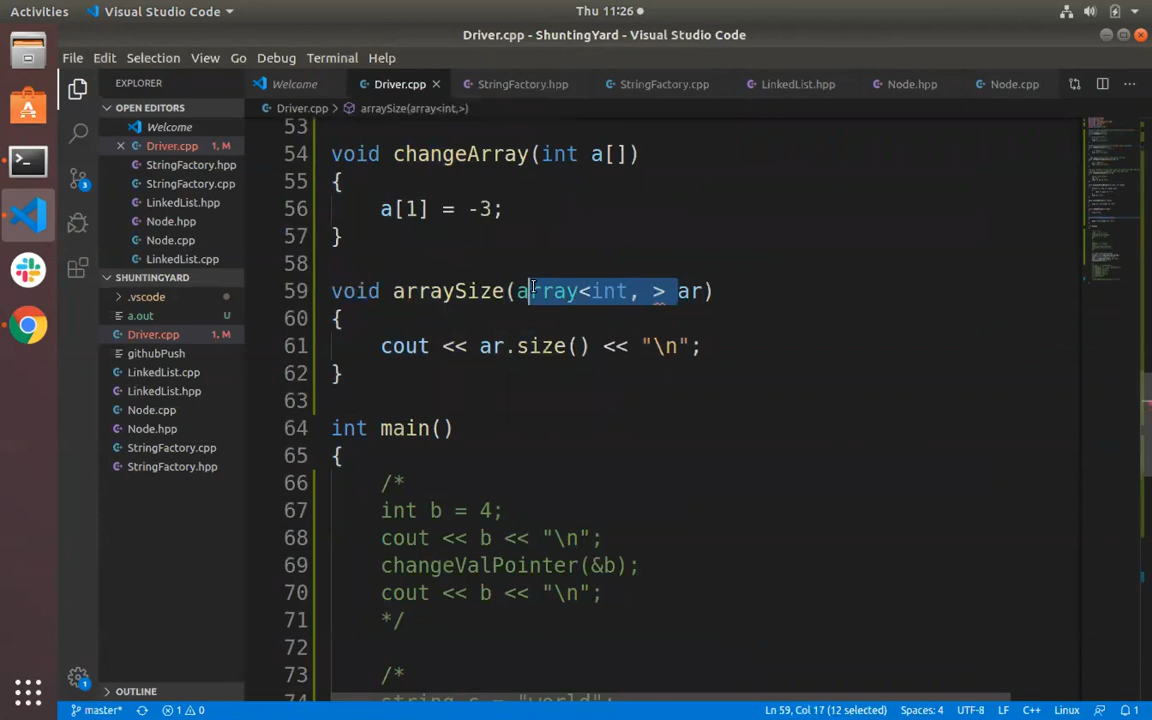 Activities Visual Studio Code Thu 11:26
Driver.cpp - ShuntingYard - Visual Studio Code
File Edit Selection View Go Debug Terminal Help
EXPLORER
Welcome Driver.cpp StringFactory.hpp StringFactory.cpp LinkedList.hpp Node.hpp Node.cpp
Driver.cpp arraySize(array<int,>)
OPEN EDITORS
Welcome
Driver.cpp 1, M
StringFactory.hpp
StringFactory.cpp
LinkedList.hpp
Node.hpp
Node.cpp
LinkedList.cpp
SHUNTINGYARD
.vscode
a.out
Driver.cpp 1, M
githubPush
LinkedList.cpp
LinkedList.hpp
Node.cpp
Node.hpp
StringFactory.cpp
StringFactory.hpp
OUTLINE
3
1
53
54 void changeArray(int a[])
55 {
56 a[1] = -3;
57 }
58
59 void arraySize(array<int, > ar)
60 {
61 cout << ar.size() << "\n";
62 }
63
64 int main()
65 {
66 /*
67 int b = 4;
68 cout << b << "\n";
69 changeValPointer(&b);
70 cout << b << "\n";
71 */
72
73 /*
74 string c = "world";
master* 1 0 Ln 59, Col 17 (12 selected) Spaces: 4 UTF-8 LF C++ Linux 1